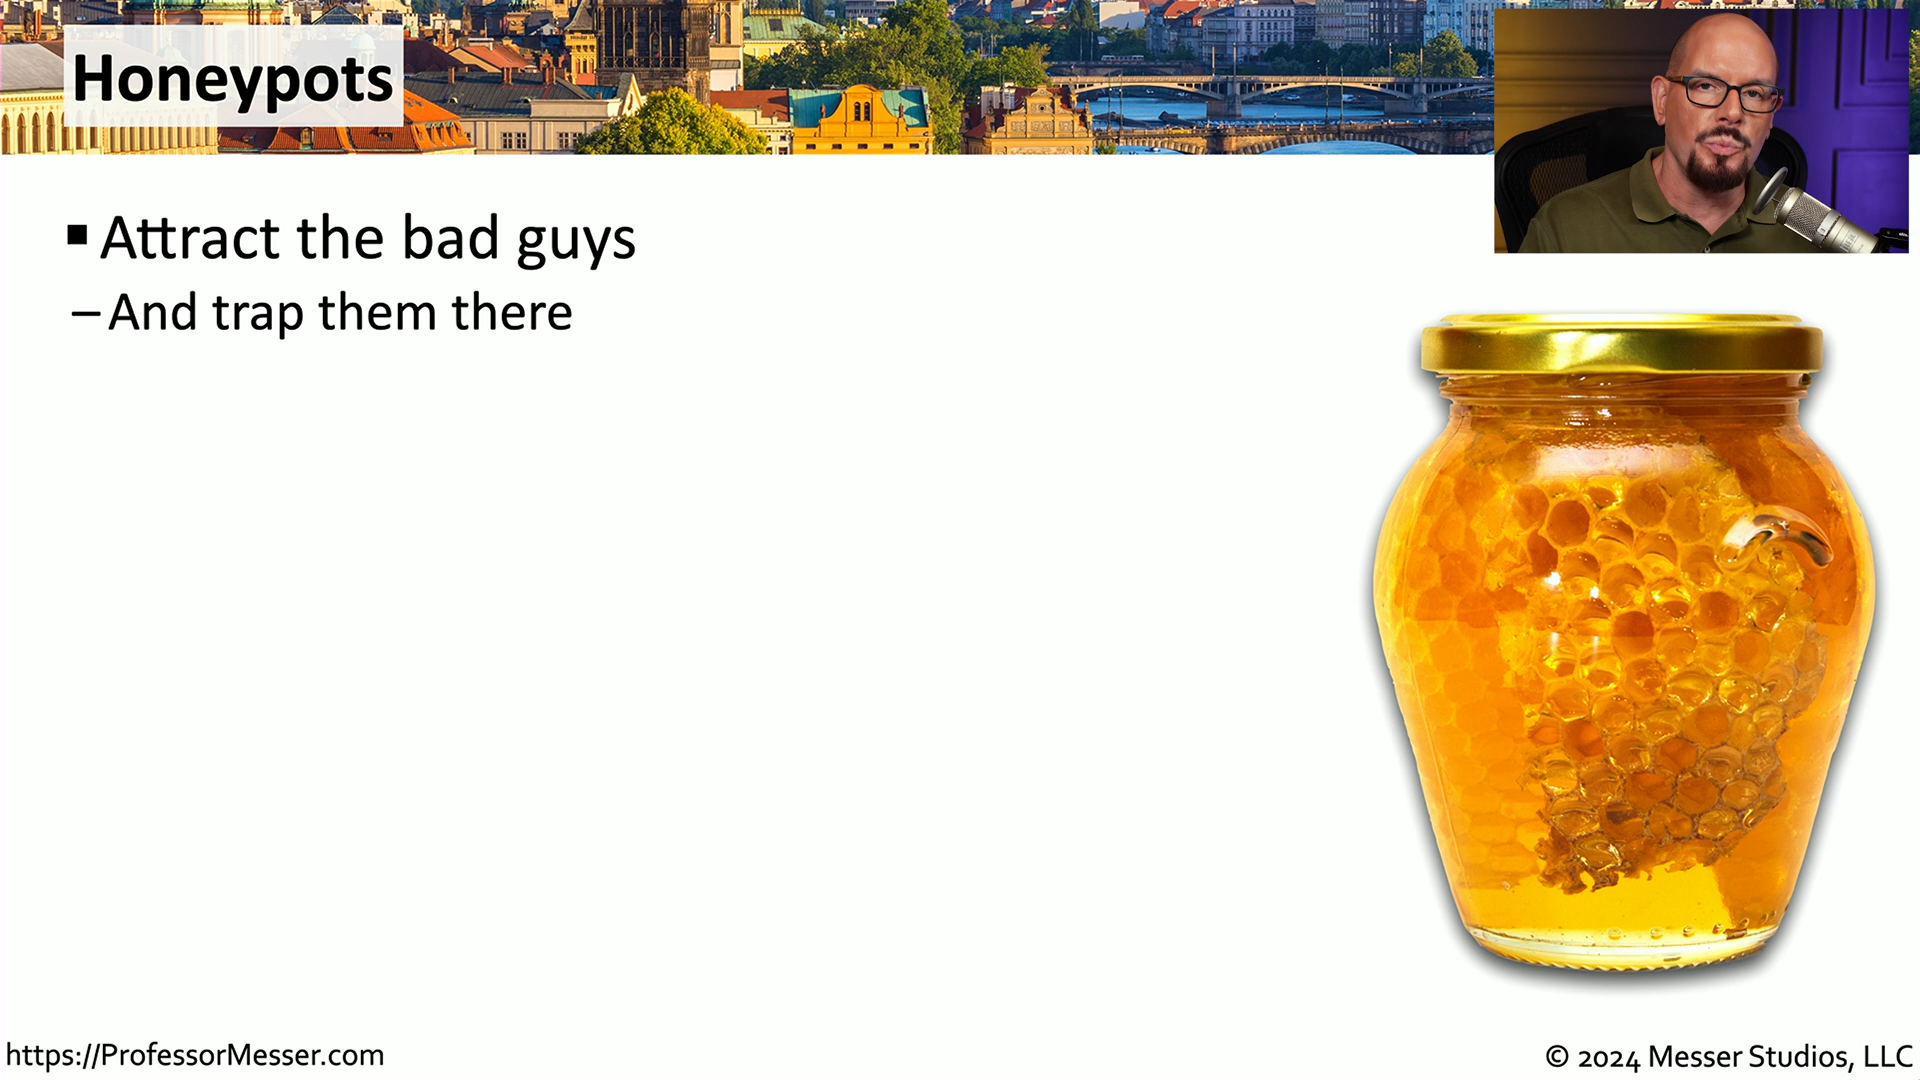 Honeypots
▪ Attract the bad guys
– And trap them there
https://ProfessorMesser.com
© 2024 Messer Studios, LLC